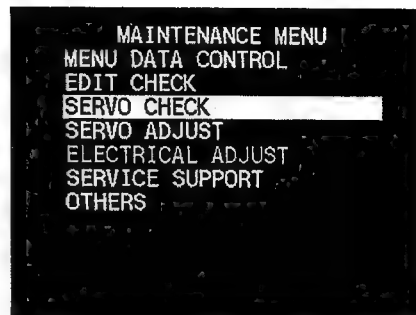 MAINTENANCE MENU
MENU DATA CONTROL
EDIT CHECK
SERVO CHECK
SERVO ADJUST
ELECTRICAL ADJUST
SERVICE SUPPORT
OTHERS